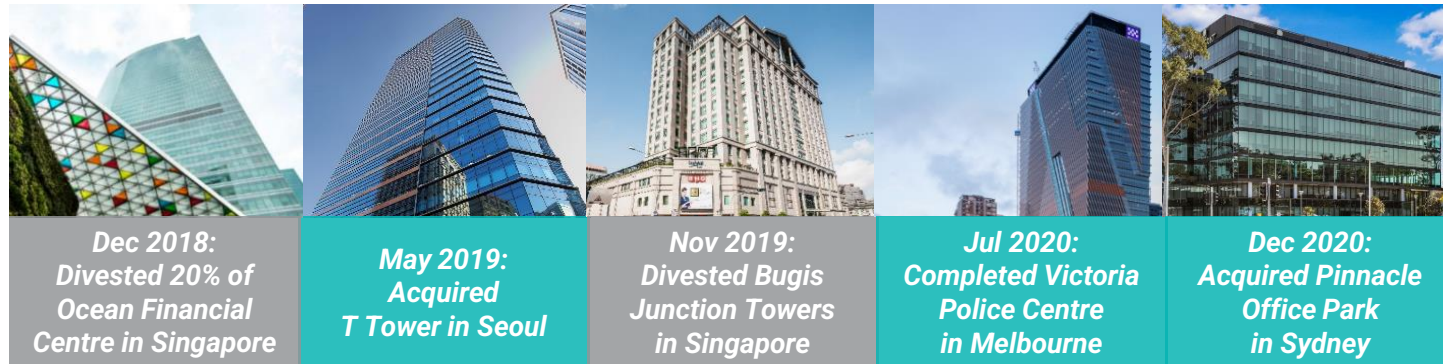 Dec 2018:
Divested 20% of
Ocean Financial
Centre in Singapore
May 2019:
Acquired
T Tower in Seoul
Nov 2019:
Divested Bugis
Junction Towers
in Singapore
Jul 2020:
Completed Victoria
Police Centre
in Melbourne
Dec 2020:
Acquired Pinnacle
Office Park
in Sydney